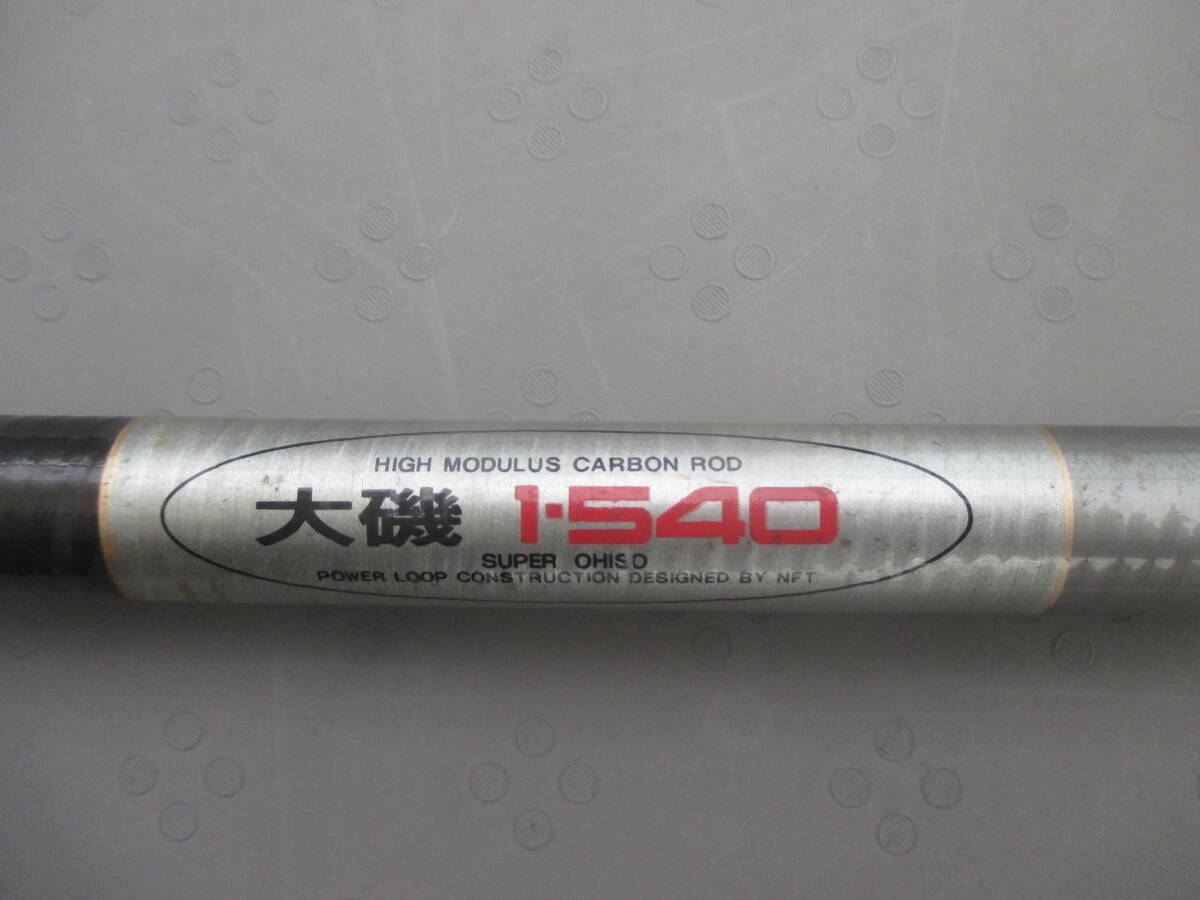 HIGH MODULUS CARBON ROD
大磯 1·540
SUPER OHISO
POWER LOOP CONSTRUCTION DESIGNED BY NFT